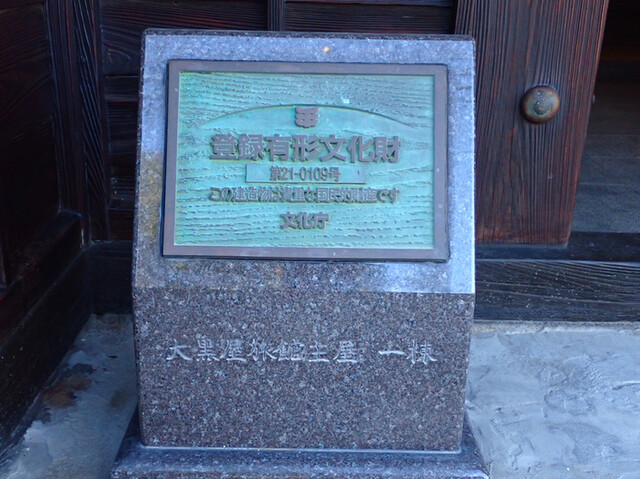 登録有形文化財
第21-0109号
この建造物は貴重な国民的財産です
文化庁
大黒屋旅館主屋 一棟